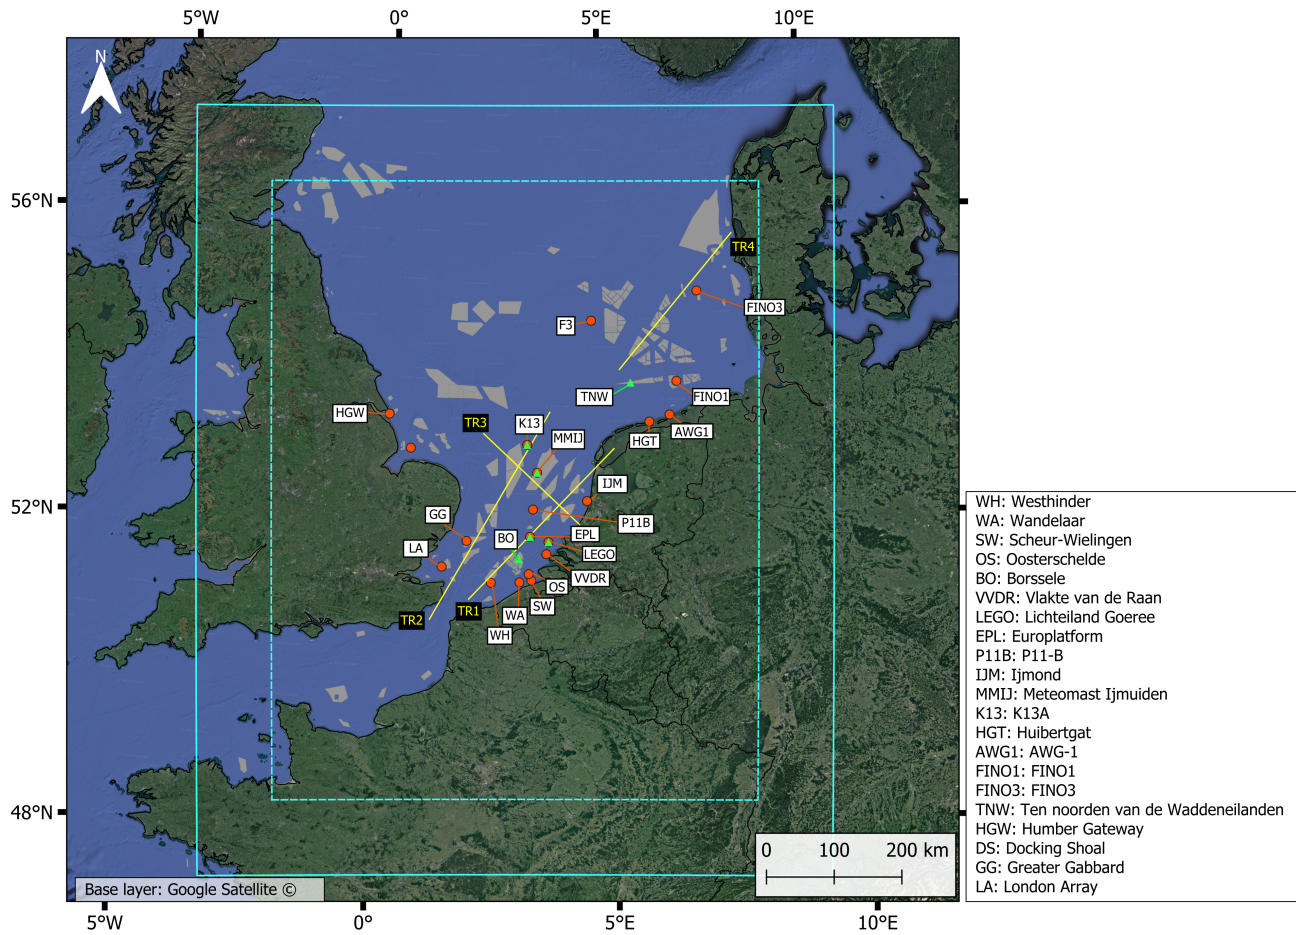 5°W 0° 5°E 10°E
N
56°N
TR4
FINO3
F3
TNW
FINO1
HGW
K13
TR3
AWG1
MMIJ
HGT
IJM
52°N
GG
P11B
EPL
BO
LA
LEGO
VVDR
OS
SW
TR1
WA
TR2
WH
48°N
0 100 200 km
Base layer: Google Satellite ©
5°W 0° 5°E 10°E
WH: Westhinder
WA: Wandelaar
SW: Scheur-Wielingen
OS: Oosterschelde
BO: Borssele
VVDR: Vlakte van de Raan
LEGO: Lichteiland Goeree
EPL: Europlatform
P11B: P11-B
IJM: Ijmond
MMIJ: Meteomast Ijmuiden
K13: K13A
HGT: Huibertgat
AWG1: AWG-1
FINO1: FINO1
FINO3: FINO3
TNW: Ten noorden van de Waddeneilanden
HGW: Humber Gateway
DS: Docking Shoal
GG: Greater Gabbard
LA: London Array